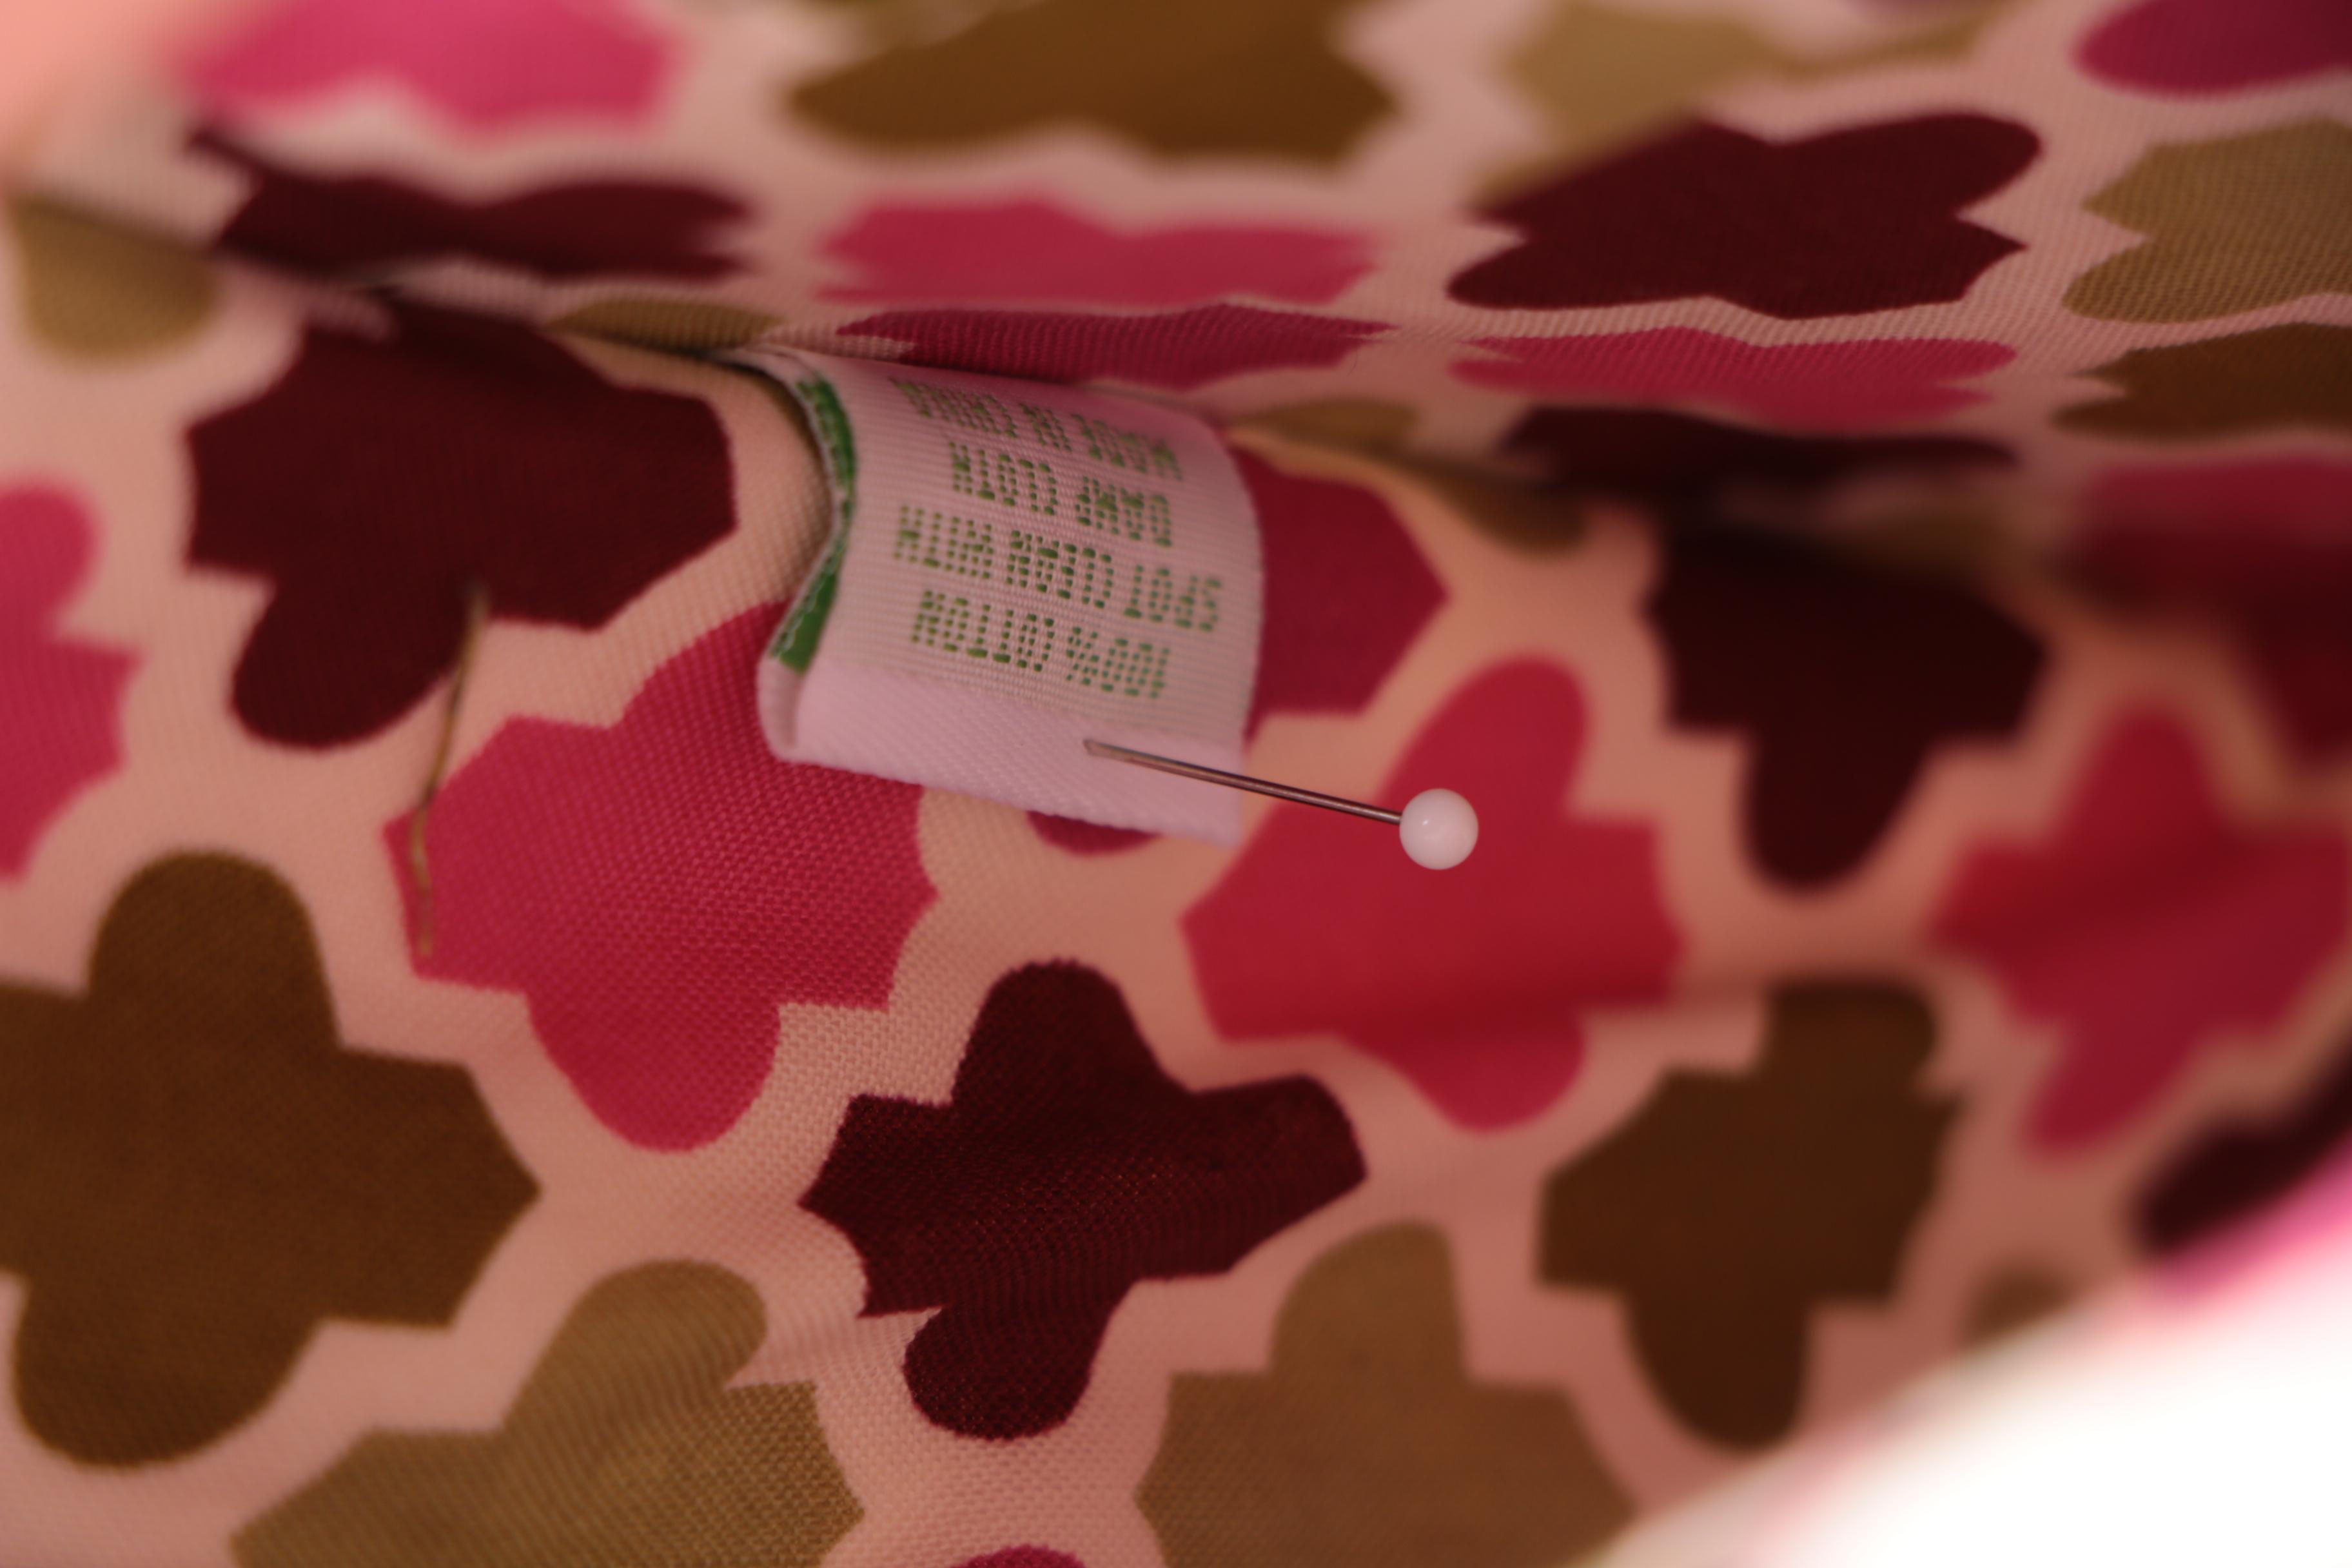 100% COTTON
SPOT CLEAN WITH
DAMP CLOTH
MADE IN CHINA